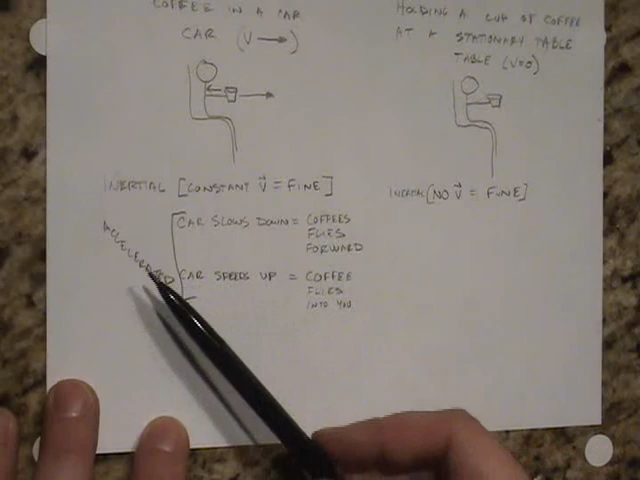 COFFEE IN A CAR
CAR (V → )
INERTIAL [CONSTANT V⃗ = FINE]
ACCELERATED
CAR SLOWS DOWN = COFFEES
FLIES
FORWARD
CAR SPEEDS UP = COFFEE
FLIES
INTO YOU
HOLDING A CUP OF COFFEE
AT A STATIONARY TABLE
TABLE (V=0)
INERTIAL [NO V⃗ = FINE]